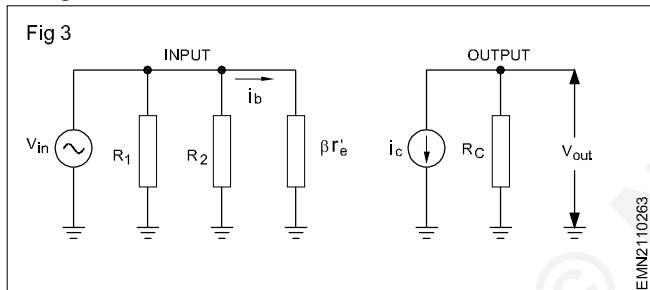 Fig 3
INPUT
OUTPUT
ib
Vin
R1
R2
βr'e
ic
RC
Vout
EMN2110263